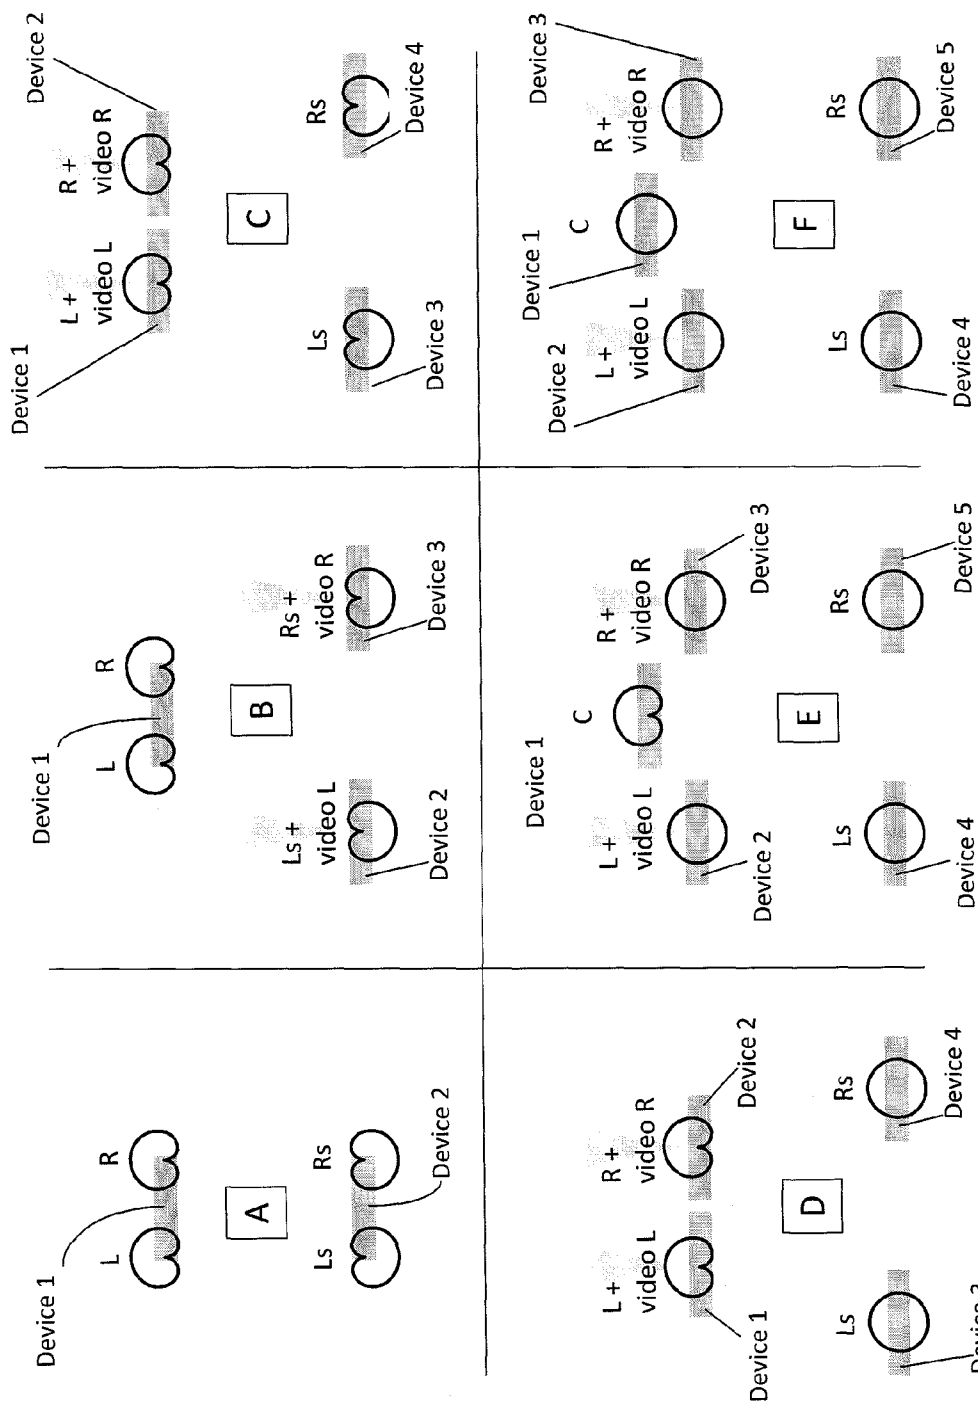 Device 1
L
R
A
Ls
Rs
Device 2
Device 1
L
R
B
Ls +
video L
Rs +
video R
Device 2
Device 3
Device 1
Device 2
L +
video L
R +
video R
C
Ls
Rs
Device 3
Device 4
L +
video L
R +
video R
Device 1
Device 2
D
Ls
Rs
Device 3
Device 4
Device 1
C
L +
video L
R +
video R
Device 2
Device 3
E
Ls
Rs
Device 4
Device 5
Device 1
Device 2
Device 3
C
L +
video L
R +
video R
F
Ls
Rs
Device 4
Device 5